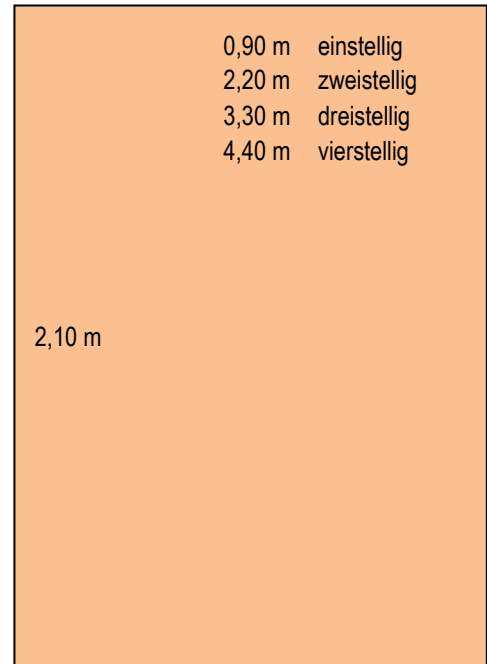 0,90 m einstellig
2,20 m zweistellig
3,30 m dreistellig
4,40 m vierstellig
2,10 m